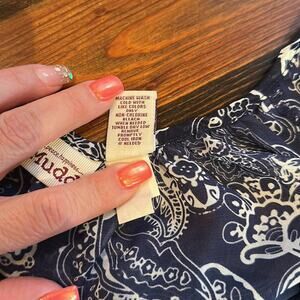 MACHINE WASH
COLD WITH
LIKE COLORS
ONLY
NON-CHLORINE
BLEACH
WHEN NEEDED
TUMBLE DRY LOW
REMOVE
PROMPTLY
COOL IRON
IF NEEDED
Mudd